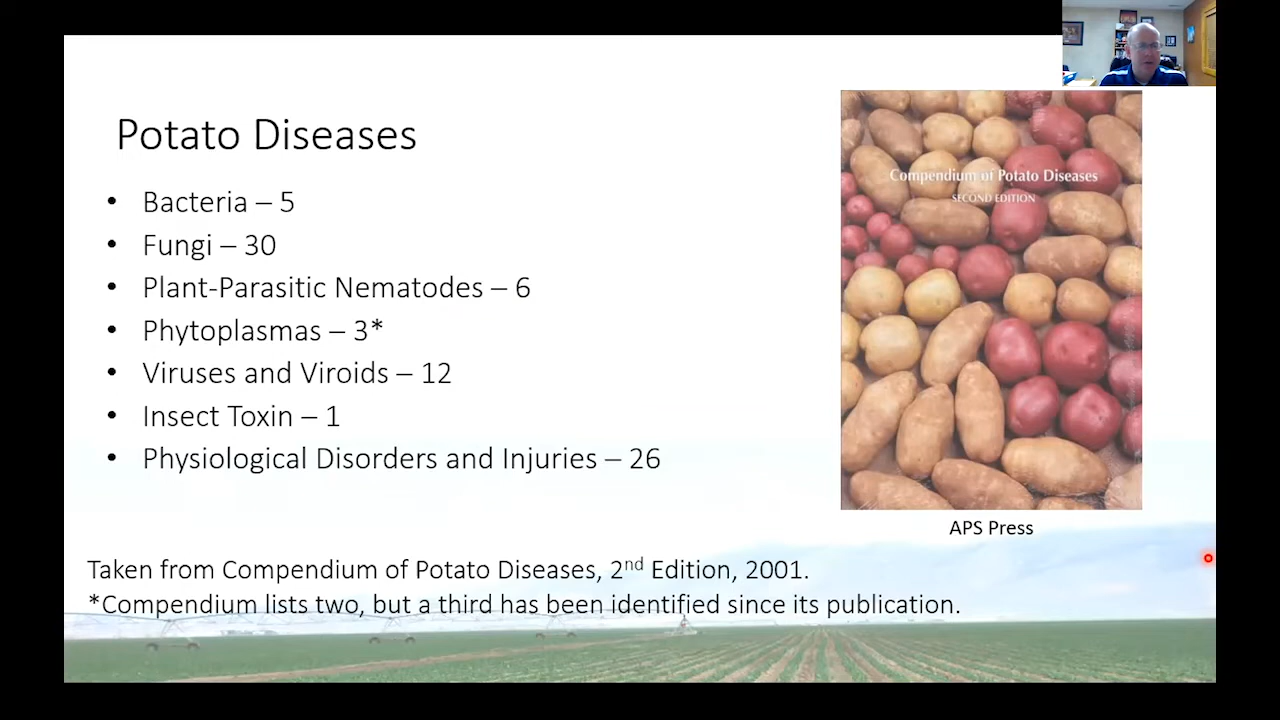 Potato Diseases
• Bacteria – 5
• Fungi – 30
• Plant-Parasitic Nematodes – 6
• Phytoplasmas – 3*
• Viruses and Viroids – 12
• Insect Toxin – 1
• Physiological Disorders and Injuries – 26
Compendium of Potato Diseases
SECOND EDITION
APS Press
Taken from Compendium of Potato Diseases, 2nd Edition, 2001.
*Compendium lists two, but a third has been identified since its publication.